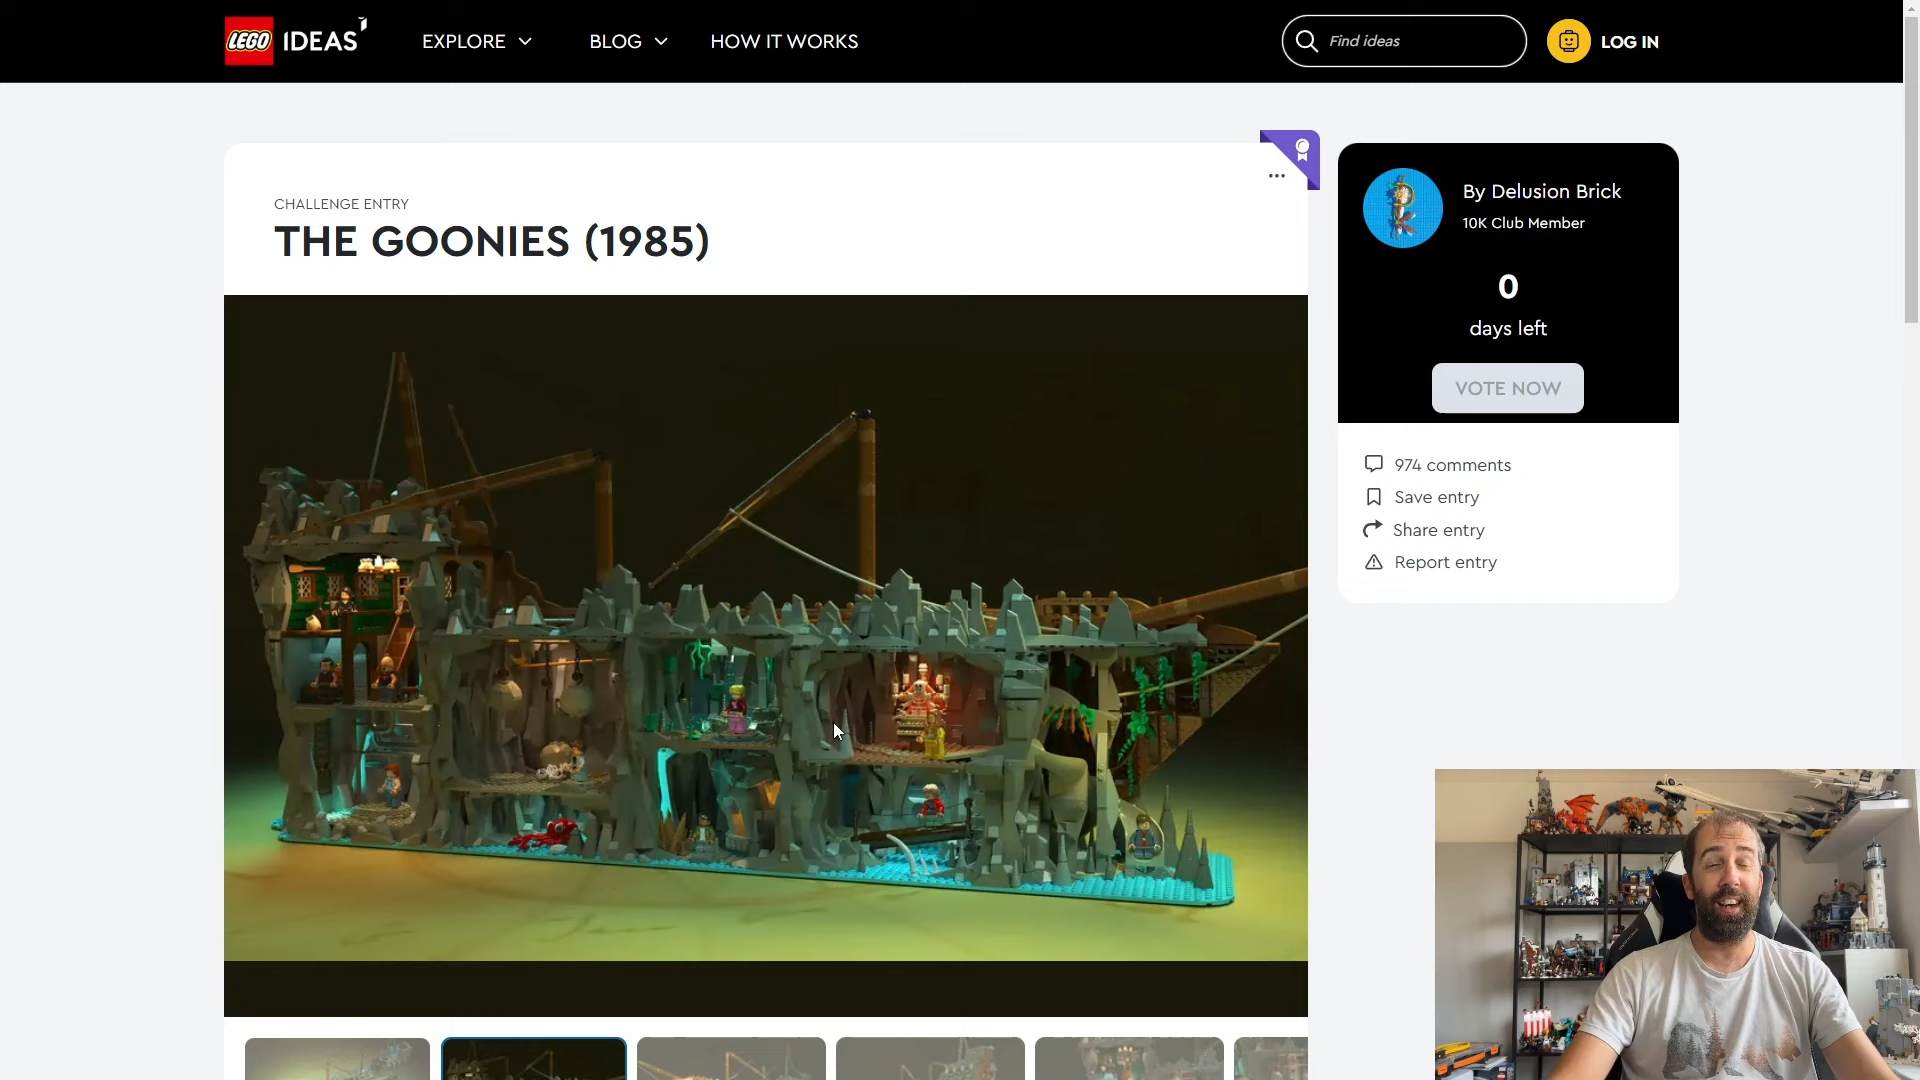 LEGO IDEAS
EXPLORE
BLOG
HOW IT WORKS
Find ideas
LOG IN
CHALLENGE ENTRY
THE GOONIES (1985)
By Delusion Brick
10K Club Member
0
days left
VOTE NOW
974 comments
Save entry
Share entry
Report entry